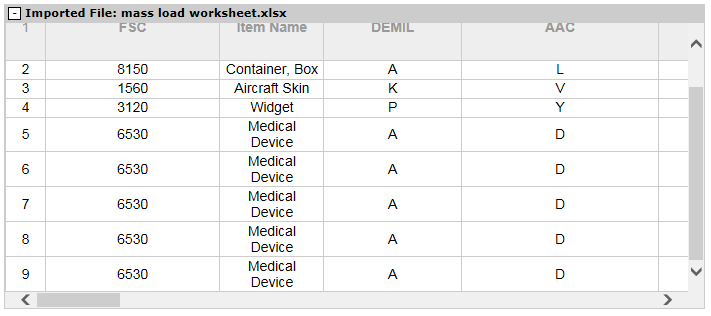 - Imported File: mass load worksheet.xlsx
1 FSC Item Name DEMIL AAC
2 8150 Container, Box A L
3 1560 Aircraft Skin K V
4 3120 Widget P Y
5 6530 Medical Device A D
6 6530 Medical Device A D
7 6530 Medical Device A D
8 6530 Medical Device A D
9 6530 Medical Device A D